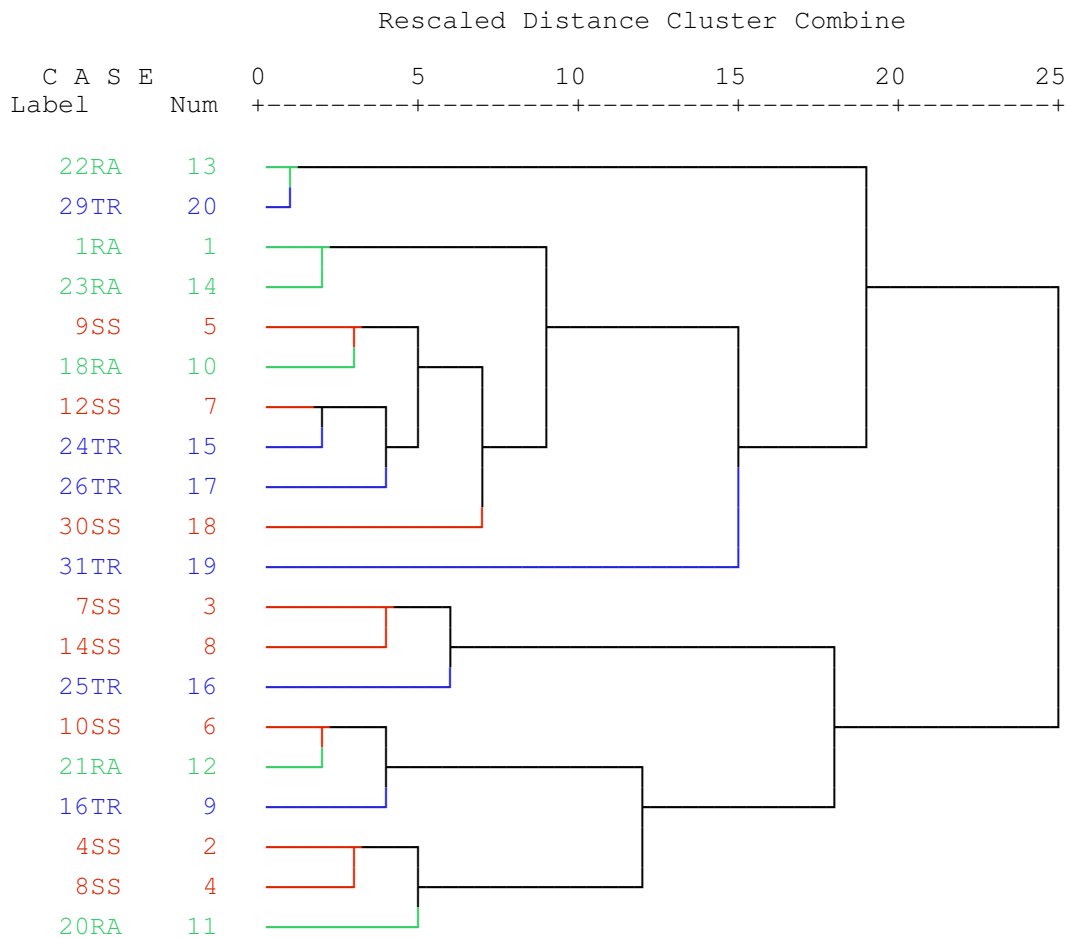 Rescaled Distance Cluster Combine
C A S E 0 5 10 15 20 25
Label Num +---------+---------+---------+---------+---------+
22RA 13
29TR 20
1RA 1
23RA 14
9SS 5
18RA 10
12SS 7
24TR 15
26TR 17
30SS 18
31TR 19
7SS 3
14SS 8
25TR 16
10SS 6
21RA 12
16TR 9
4SS 2
8SS 4
20RA 11